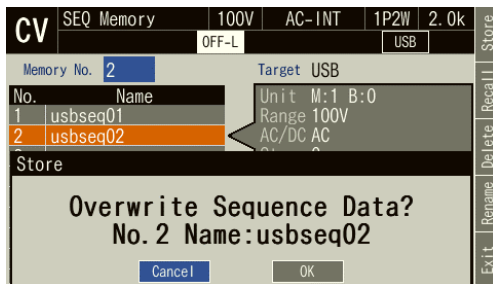 CV SEQ Memory 100V AC-INT 1P2W 2.0k
OFF-L USB
Memory No. 2 Target USB
No. Name
1 usbseq01
2 usbseq02
Unit M:1 B:0
Range 100V
AC/DC AC
Store
Overwrite Sequence Data?
No.2 Name:usbseq02
Cancel OK
Store
Recall
Delete
Rename
Exit